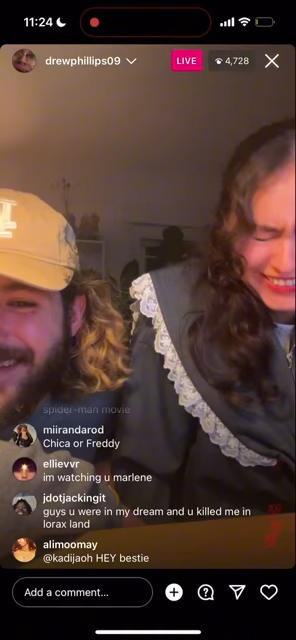 11:24
drewphillips09
LIVE
4,728
spider-man movie
miirandarod
Chica or Freddy
ellievvr
im watching u marlene
jdotjackingit
guys u were in my dream and u killed me in
lorax land
alimoomay
@kadijaoh HEY bestie
Add a comment...